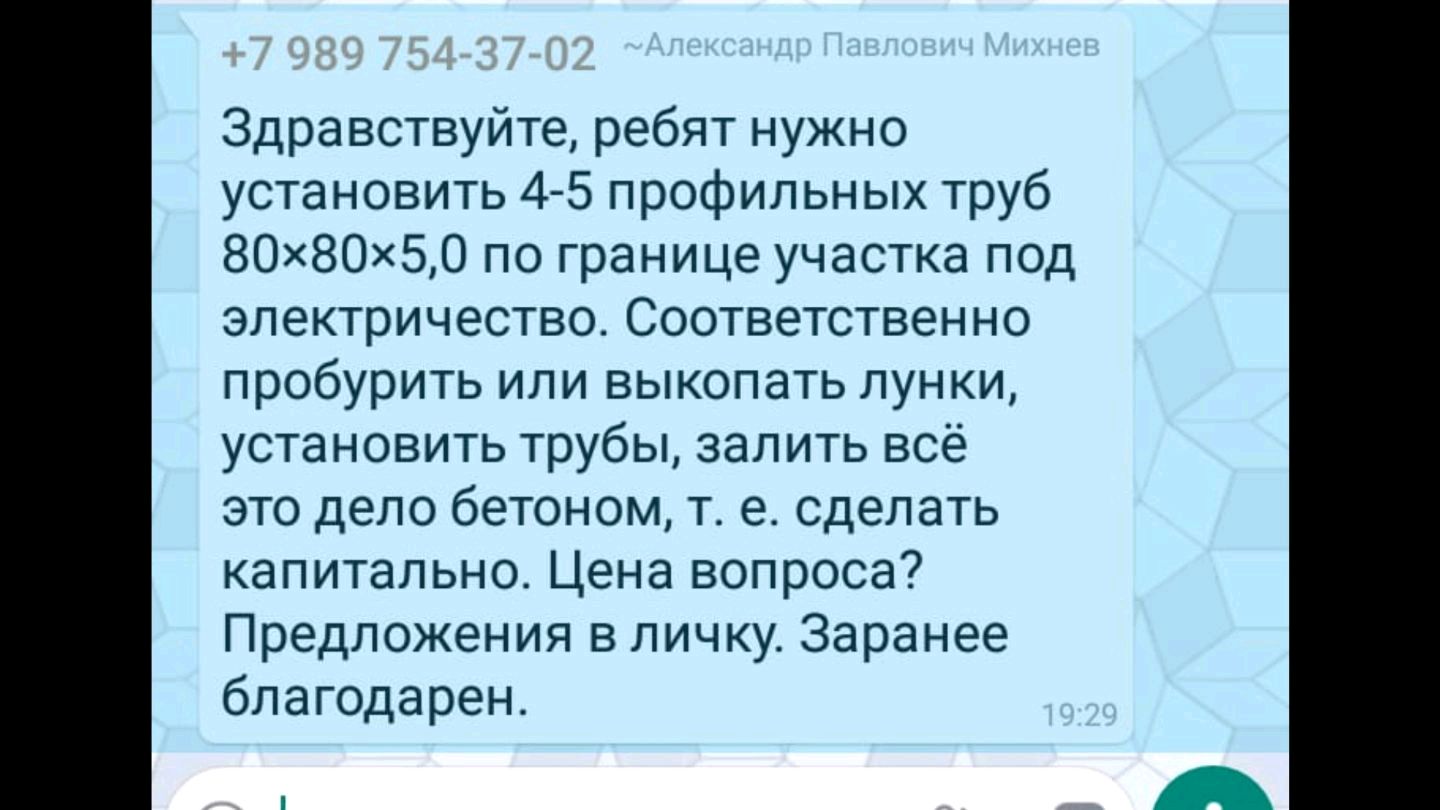 +7 989 754-37-02 ~Александр Павлович Михнев
Здравствуйте, ребят нужно
установить 4-5 профильных труб
80×80×5,0 по границе участка под
электричество. Соответственно
пробурить или выкопать лунки,
установить трубы, залить всё
это дело бетоном, т. е. сделать
капитально. Цена вопроса?
Предложения в личку. Заранее
благодарен.
19:29